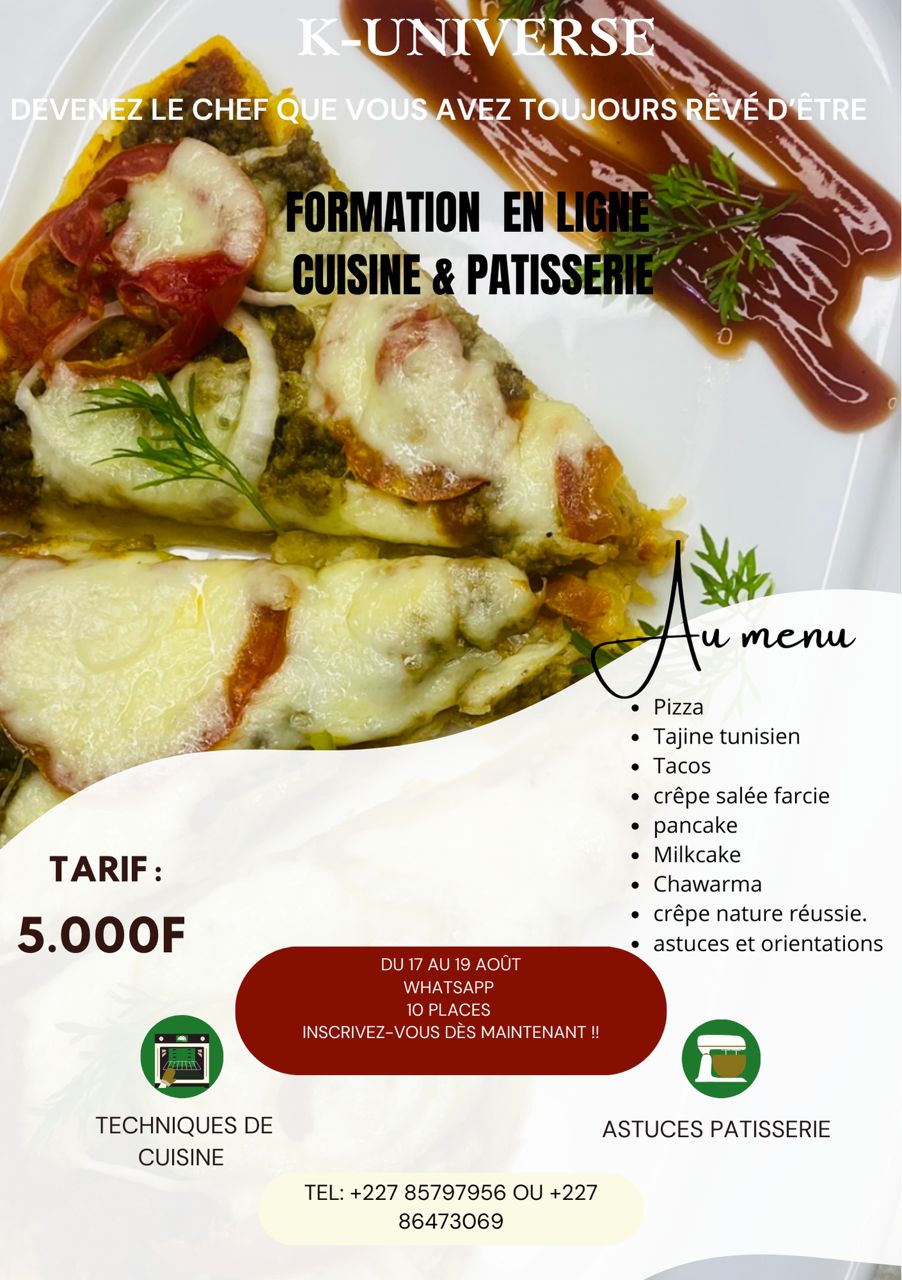 K-UNIVERSE
DEVENEZ LE CHEF QUE VOUS AVEZ TOUJOURS RÊVÉ D'ÊTRE
FORMATION EN LIGNE
CUISINE & PATISSERIE
Au menu
• Pizza
• Tajine tunisien
• Tacos
• crêpe salée farcie
• pancake
• Milkcake
• Chawarma
• crêpe nature réussie.
• astuces et orientations
TARIF :
5.000F
DU 17 AU 19 AOÛT
WHATSAPP
10 PLACES
INSCRIVEZ-VOUS DÈS MAINTENANT !!
TECHNIQUES DE
CUISINE
ASTUCES PATISSERIE
TEL: +227 85797956 OU +227
86473069